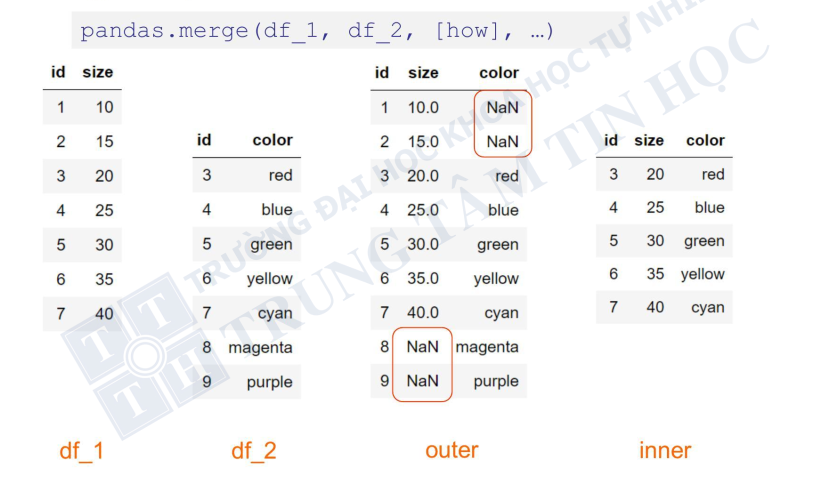 pandas.merge(df_1, df_2, [how], …)
id size
1 10
2 15
3 20
4 25
5 30
6 35
7 40
df_1
id color
3 red
4 blue
5 green
6 yellow
7 cyan
8 magenta
9 purple
df_2
id size color
1 10.0 NaN
2 15.0 NaN
3 20.0 red
4 25.0 blue
5 30.0 green
6 35.0 yellow
7 40.0 cyan
8 NaN magenta
9 NaN purple
outer
id size color
3 20 red
4 25 blue
5 30 green
6 35 yellow
7 40 cyan
inner
TRƯỜNG ĐẠI HỌC KHOA HỌC TỰ NHIÊN
TRUNG TÂM TIN HỌC
T T
T H